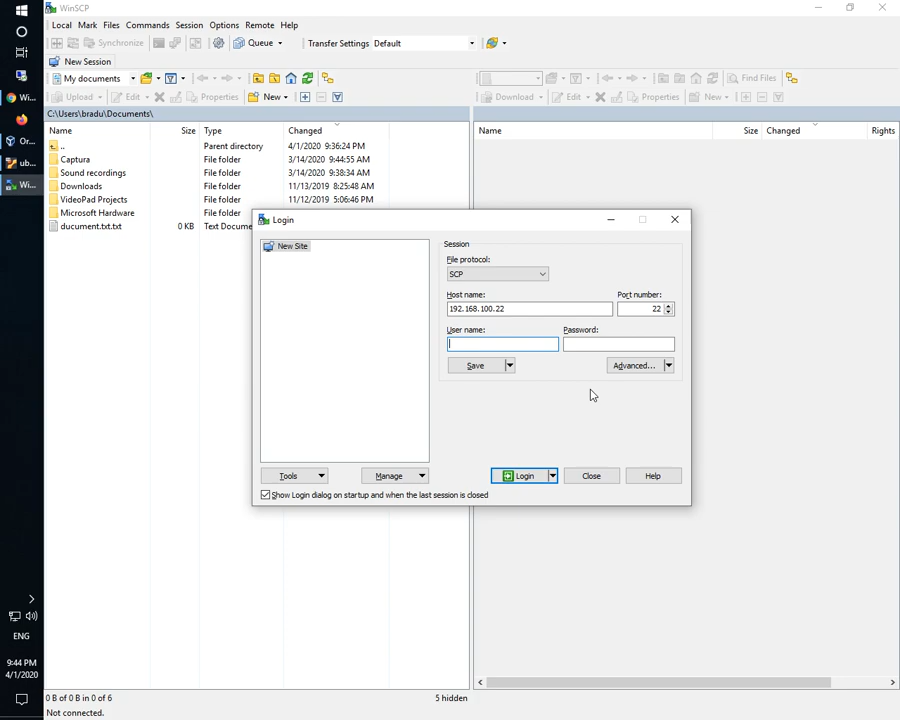 WinSCP
Local Mark Files Commands Session Options Remote Help
Synchronize Queue Transfer Settings Default
New Session
My documents Find Files
Upload Edit Properties New Download Edit Properties New
C:\Users\bradu\Documents\
Name Size Type Changed Name Size Changed Rights
.. Parent directory 4/1/2020 9:36:24 PM
Captura File folder 3/14/2020 9:44:55 AM
Sound recordings File folder 3/14/2020 9:38:34 AM
Downloads File folder 11/13/2019 8:25:48 AM
VideoPad Projects File folder 11/12/2019 5:06:46 PM
Microsoft Hardware File folder
ducument.txt.txt 0 KB Text Docume
Wi...
Or...
ub...
Wi...
Login
New Site
Session
File protocol:
SCP
Host name: Port number:
192.168.100.22 22
User name: Password:
Save Advanced...
Tools Manage Login Close Help
Show Login dialog on startup and when the last session is closed
ENG
9:44 PM
4/1/2020
0 B of 0 B in 0 of 6 5 hidden
Not connected.